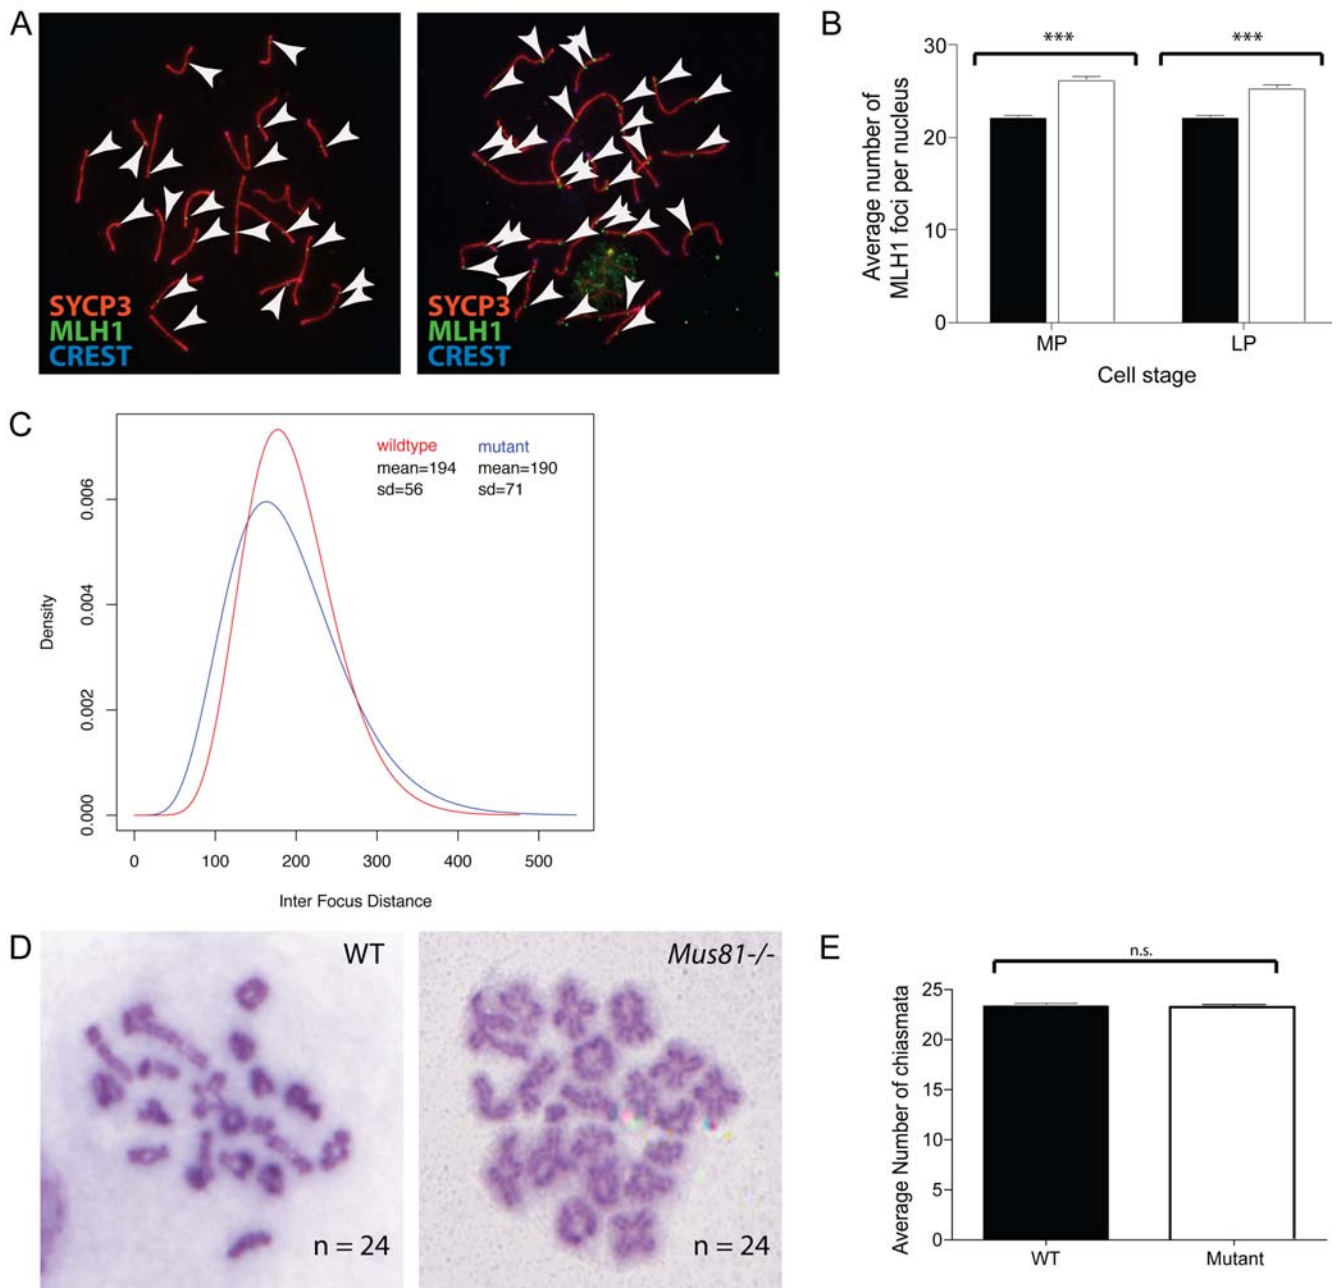 A
SYCP3
MLH1
CREST
SYCP3
MLH1
CREST
B
***
***
30
20
10
0
Average number of
MLH1 foci per nucleus
MP
LP
Cell stage
C
wildtype
mutant
mean=194
mean=190
sd=56
sd=71
0.006
0.004
0.002
0.000
Density
0
100
200
300
400
500
Inter Focus Distance
D
WT
n = 24
Mus81-/-
n = 24
E
n.s.
25
20
15
10
5
0
Average Number of chiasmata
WT
Mutant